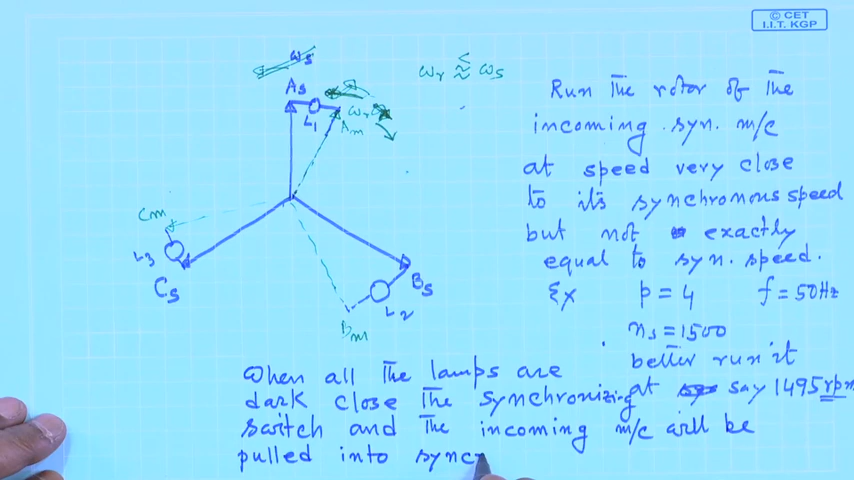 © CET
I.I.T. KGP
ωs
ωr ≲≈ ωs
As
L1
ωr
Am
Cm
L3
Cs
Bs
L2
Bm
Run the rotor of the
incoming syn. m/c
at speed very close
to its synchronous speed
but not exactly
equal to syn. speed.
Ex p = 4 f = 50Hz
ns = 1500
better run it
at say 1495 rpm
When all the lamps are
dark close the synchronizing
switch and the incoming m/c will be
pulled into sync